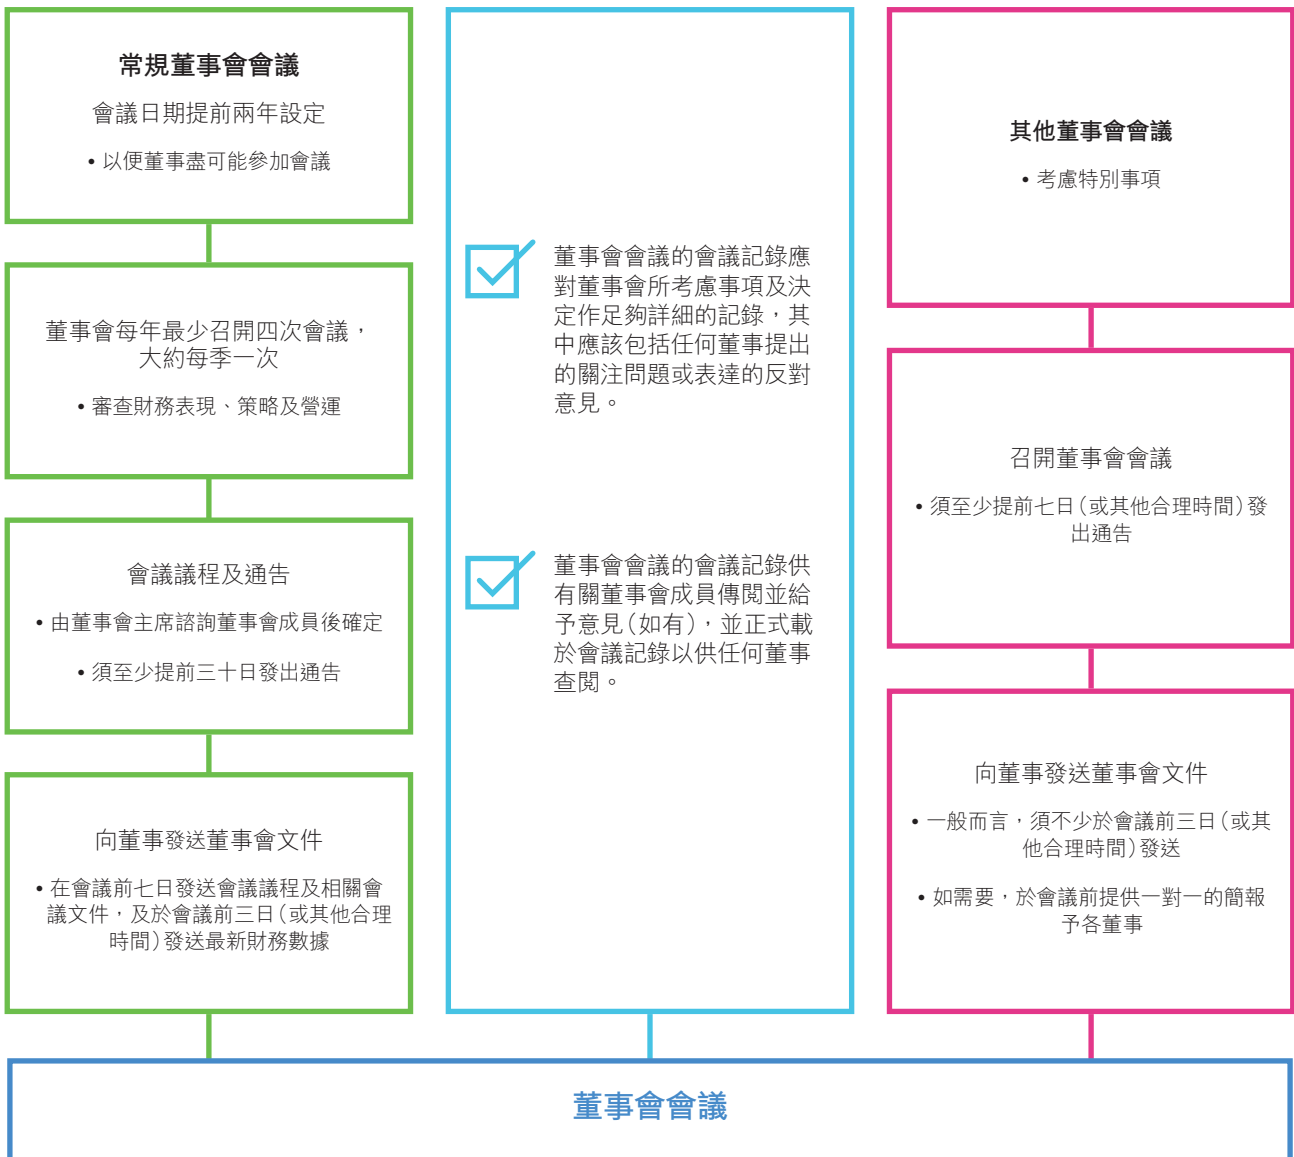 常規董事會會議
會議日期提前兩年設定
• 以便董事盡可能參加會議
董事會每年最少召開四次會議，
大約每季一次
• 審查財務表現、策略及營運
會議議程及通告
• 由董事會主席諮詢董事會成員後確定
• 須至少提前三十日發出通告
向董事發送董事會文件
• 在會議前七日發送會議議程及相關會
議文件，及於會議前三日（或其他合理
時間）發送最新財務數據
董事會會議的會議記錄應
對董事會所考慮事項及決
定作足夠詳細的記錄，其
中應該包括任何董事提出
的關注問題或表達的反對
意見。
董事會會議的會議記錄供
有關董事會成員傳閱並給
予意見（如有），並正式載
於會議記錄以供任何董事
查閱。
其他董事會會議
• 考慮特別事項
召開董事會會議
• 須至少提前七日（或其他合理時間）發
出通告
向董事發送董事會文件
• 一般而言，須不少於會議前三日（或其
他合理時間）發送
• 如需要，於會議前提供一對一的簡報
予各董事
董事會會議